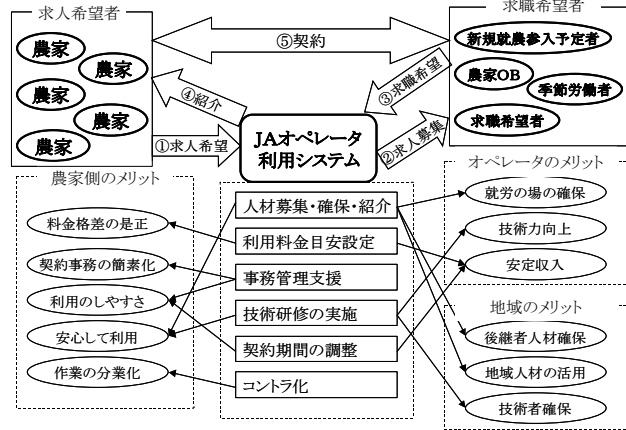 求人希望者
農家
農家
農家
農家
農家
⑤契約
求職希望者
新規就農参入予定者
農家OB
季節労働者
求職希望者
④紹介
③求職希望
①求人希望
②求人募集
JAオペレータ
利用システム
農家側のメリット
料金格差の是正
契約事務の簡素化
利用のしやすさ
安心して利用
作業の分業化
人材募集・確保・紹介
利用料金目安設定
事務管理支援
技術研修の実施
契約期間の調整
コントラ化
オペレータのメリット
就労の場の確保
技術力向上
安定収入
地域のメリット
後継者人材確保
地域人材の活用
技術者確保